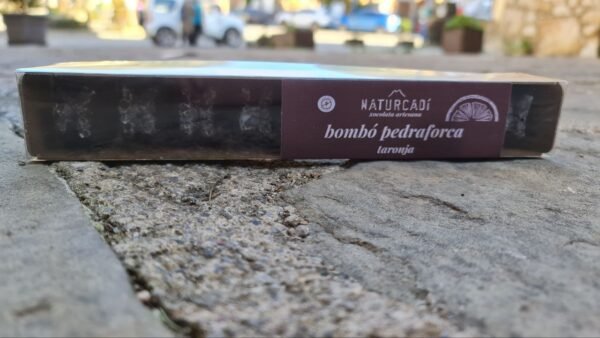 NATURCADÍ
xocolata artesana
bombó pedraforca
taronja